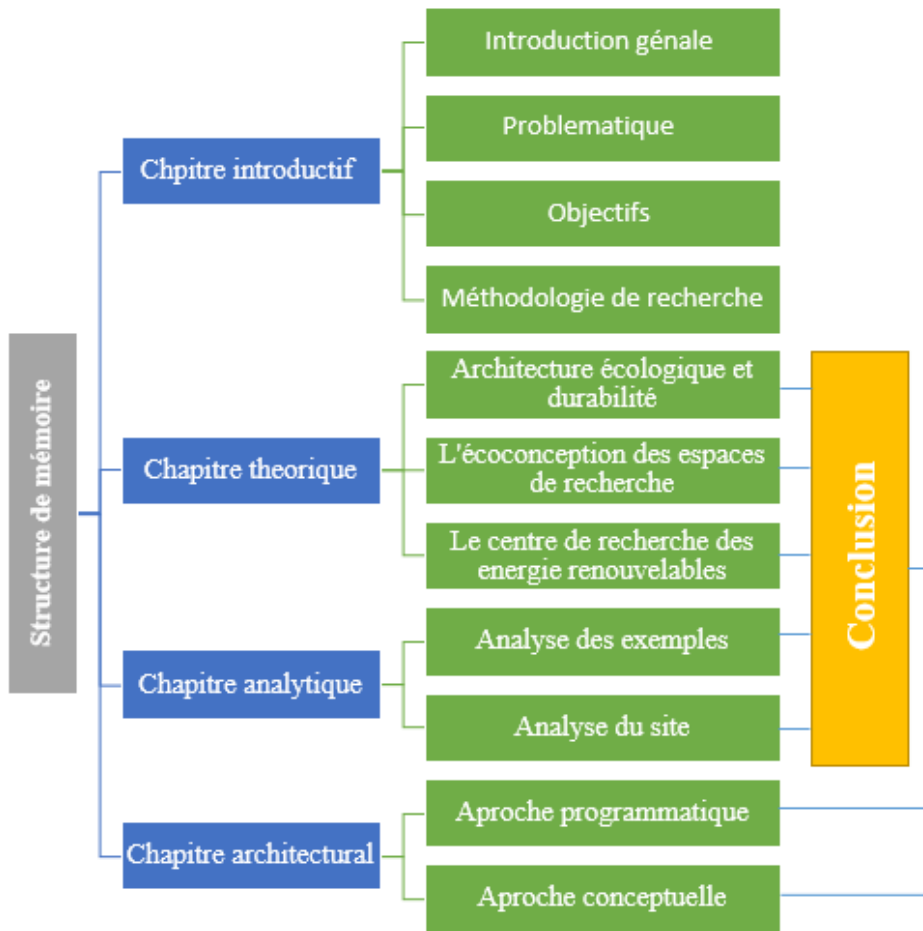 Structure de mémoire
Chpitre introductif
Introduction génale
Problematique
Objectifs
Méthodologie de recherche
Chapitre theorique
Architecture écologique et
durabilité
L'écoconception des espaces
de recherche
Le centre de recherche des
energie renouvelables
Chapitre analytique
Analyse des exemples
Analyse du site
Conclusion
Chapitre architectural
Aproche programmatique
Aproche conceptuelle